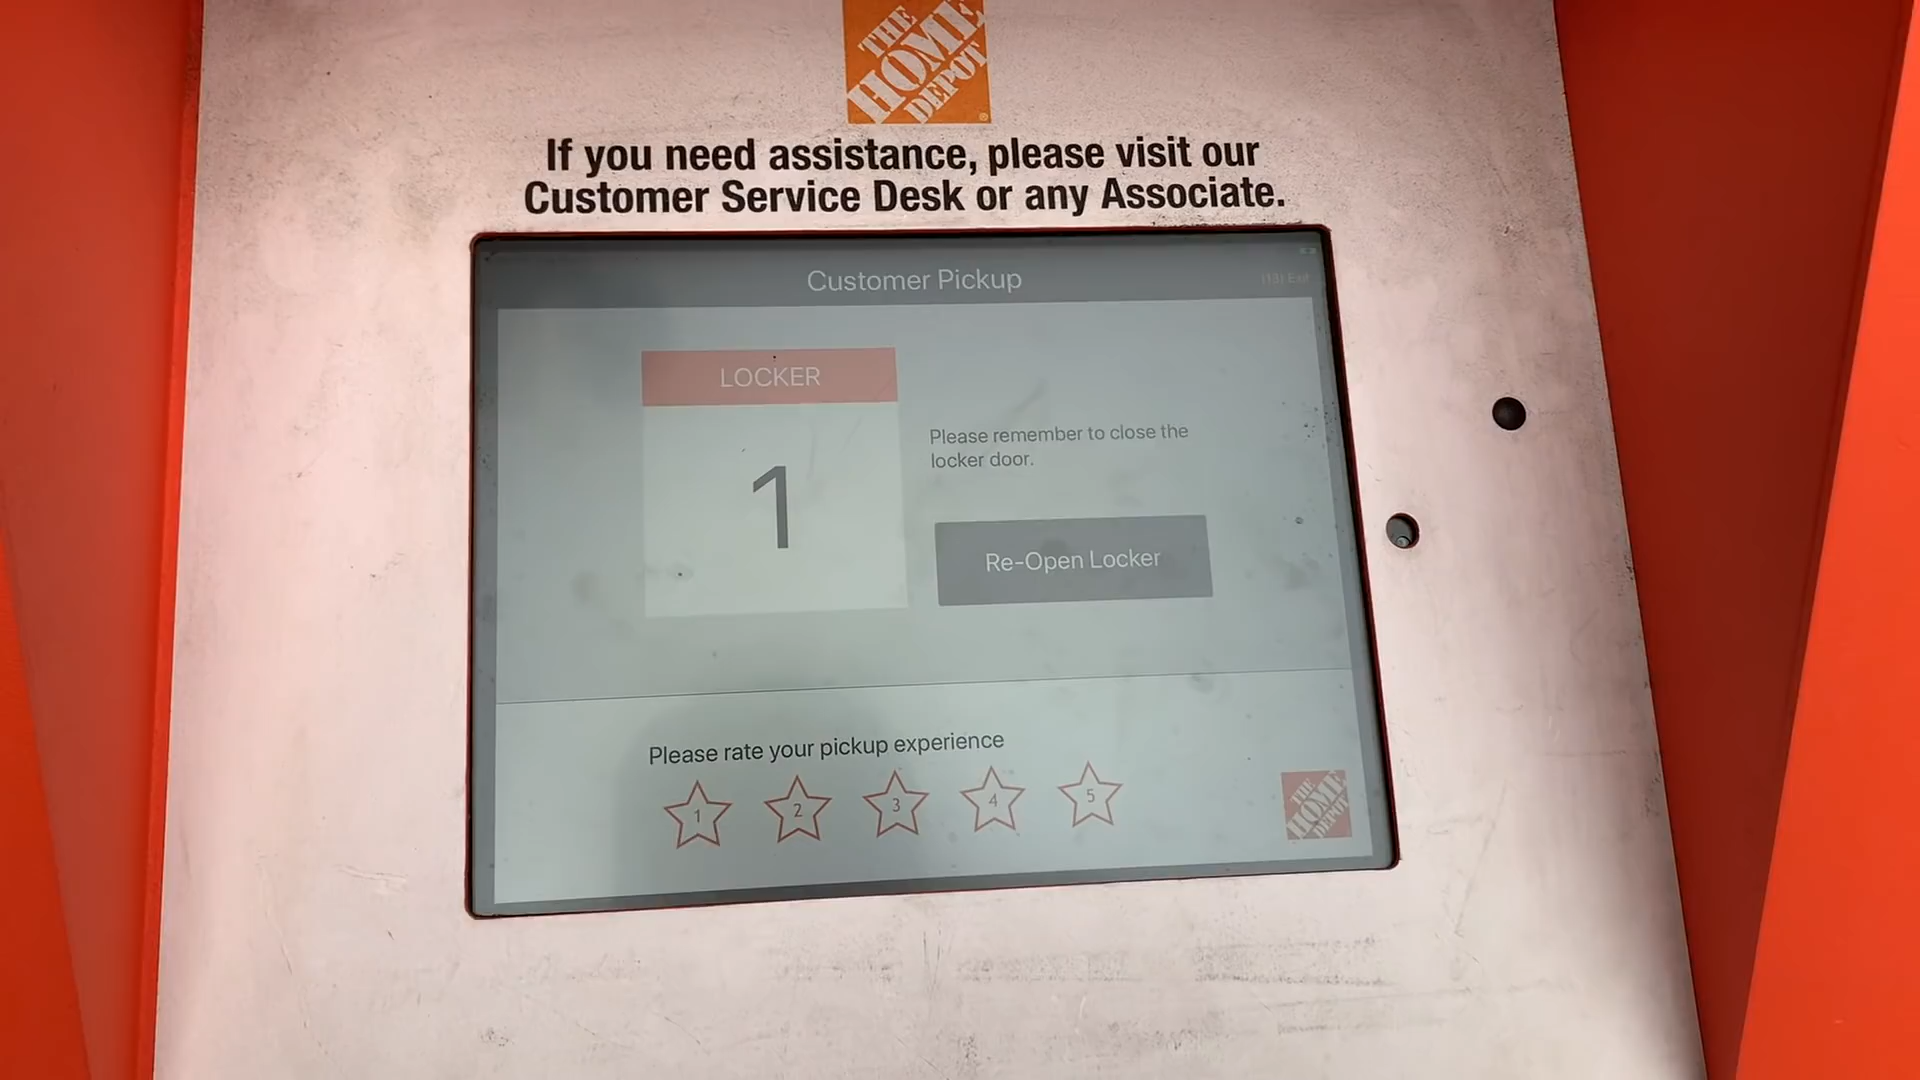 THE
HOME
DEPOT
If you need assistance, please visit our
Customer Service Desk or any Associate.
Customer Pickup
(13) Exit
LOCKER
1
Please remember to close the
locker door.
Re-Open Locker
Please rate your pickup experience
1 2 3 4 5
THE
HOME
DEPOT